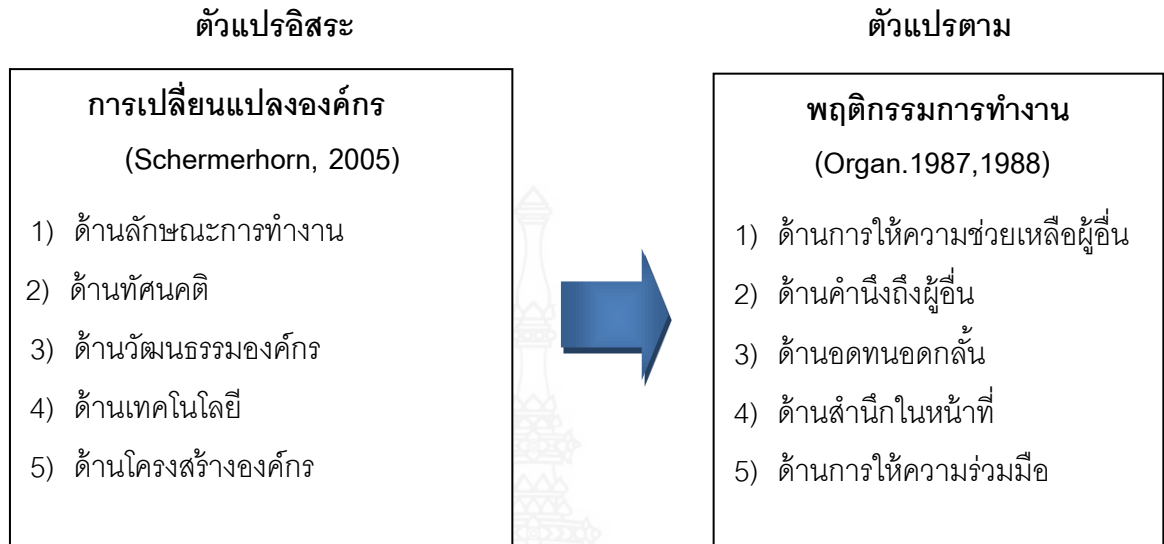 ตัวแปรอิสระ
ตัวแปรตาม
การเปลี่ยนแปลงองค์กร
(Schermerhorn, 2005)
1) ด้านลักษณะการทำงาน
2) ด้านทัศนคติ
3) ด้านวัฒนธรรมองค์กร
4) ด้านเทคโนโลยี
5) ด้านโครงสร้างองค์กร
พฤติกรรมการทำงาน
(Organ.1987,1988)
1) ด้านการให้ความช่วยเหลือผู้อื่น
2) ด้านคำนึงถึงผู้อื่น
3) ด้านอดทนอดกลั้น
4) ด้านสำนึกในหน้าที่
5) ด้านการให้ความร่วมมือ